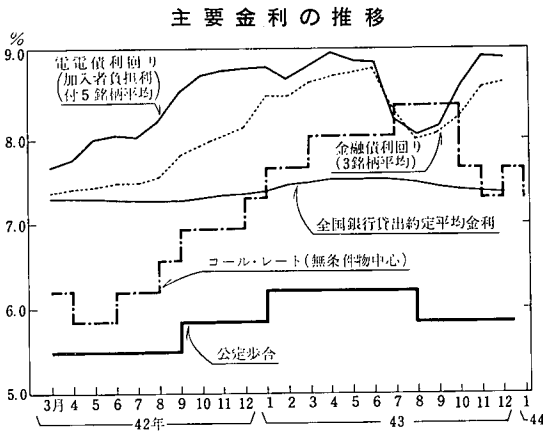 主要金利の推移
%
9.0
8.0
7.0
6.0
5.0
電電債利回り
(加入者負担利
付5銘柄平均)
金融債利回り
(3銘柄平均)
全国銀行貸出約定平均金利
コール・レート(無条件物中心)
公定歩合
3月 4 5 6 7 8 9 10 11 12 1 2 3 4 5 6 7 8 9 10 11 12 1
42年 43 44